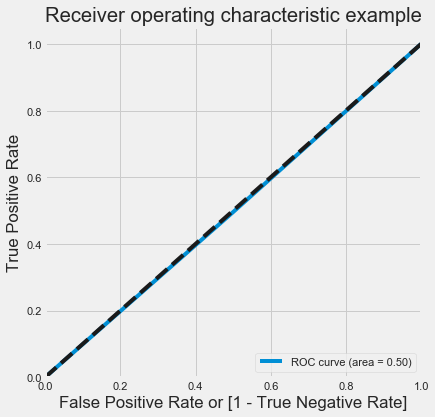 Receiver operating characteristic example
True Positive Rate
1.0
0.8
0.6
0.4
0.2
0.0
0.0 0.2 0.4 0.6 0.8 1.0
ROC curve (area = 0.50)
False Positive Rate or [1 - True Negative Rate]